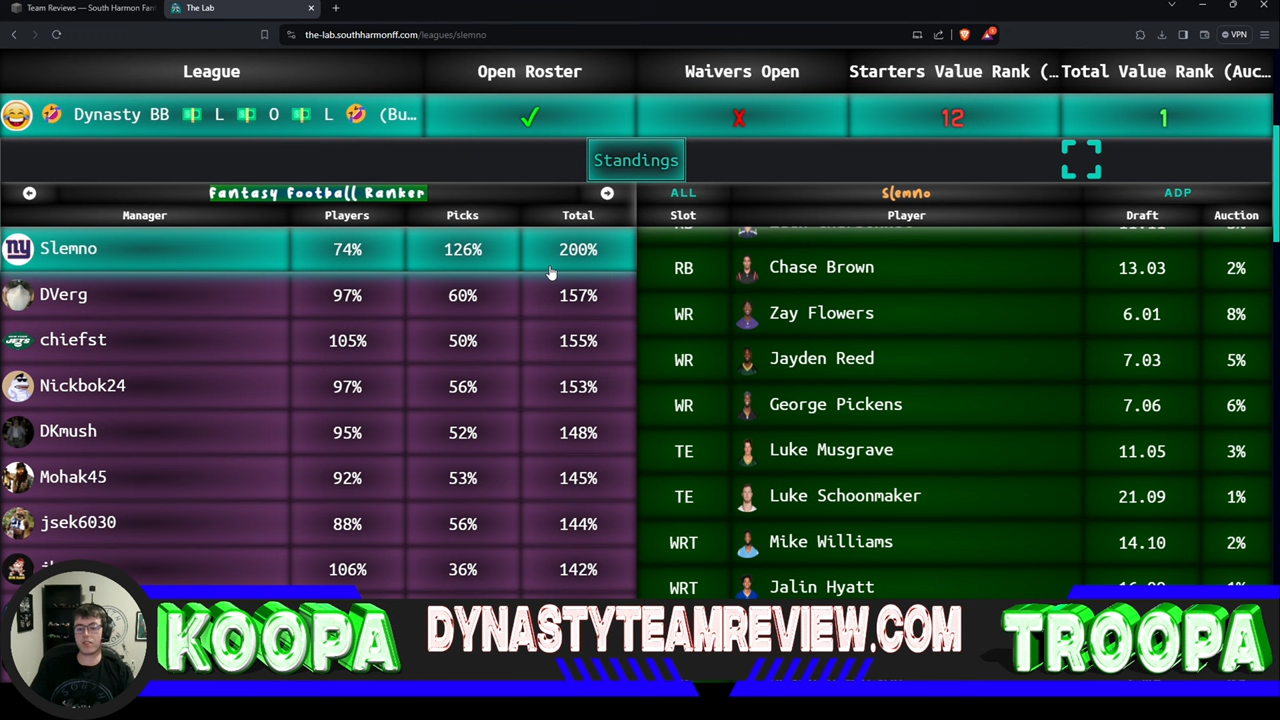 Team Reviews — South Harmon Fan
The Lab
the-lab.southharmonff.com/leagues/slemno
VPN
League Open Roster Waivers Open Starters Value Rank (… Total Value Rank (Auc…
🤣 Dynasty BB 💵 L 💵 O 💵 L 🤣 (Bu… ✓ X 12 1
Standings
Fantasy Football Ranker
Manager Players Picks Total
Slemno 74% 126% 200%
DVerg 97% 60% 157%
chiefst 105% 50% 155%
Nickbok24 97% 56% 153%
DKmush 95% 52% 148%
Mohak45 92% 53% 145%
jsek6030 88% 56% 144%
106% 36% 142%
ALL Slemno ADP
Slot Player Draft Auction
RB Chase Brown 13.03 2%
WR Zay Flowers 6.01 8%
WR Jayden Reed 7.03 5%
WR George Pickens 7.06 6%
TE Luke Musgrave 11.05 3%
TE Luke Schoonmaker 21.09 1%
WRT Mike Williams 14.10 2%
WRT Jalin Hyatt
KOOPA DYNASTYTEAMREVIEW.COM TROOPA